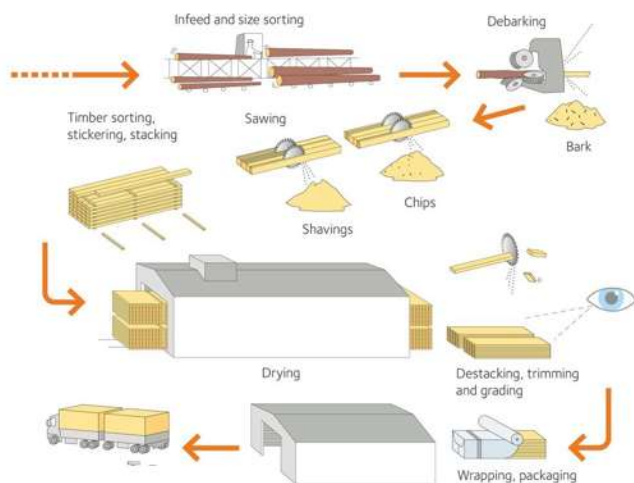 Infeed and size sorting
Debarking
Timber sorting,
stickering, stacking
Sawing
Bark
Chips
Shavings
Drying
Destacking, trimming
and grading
Wrapping, packaging